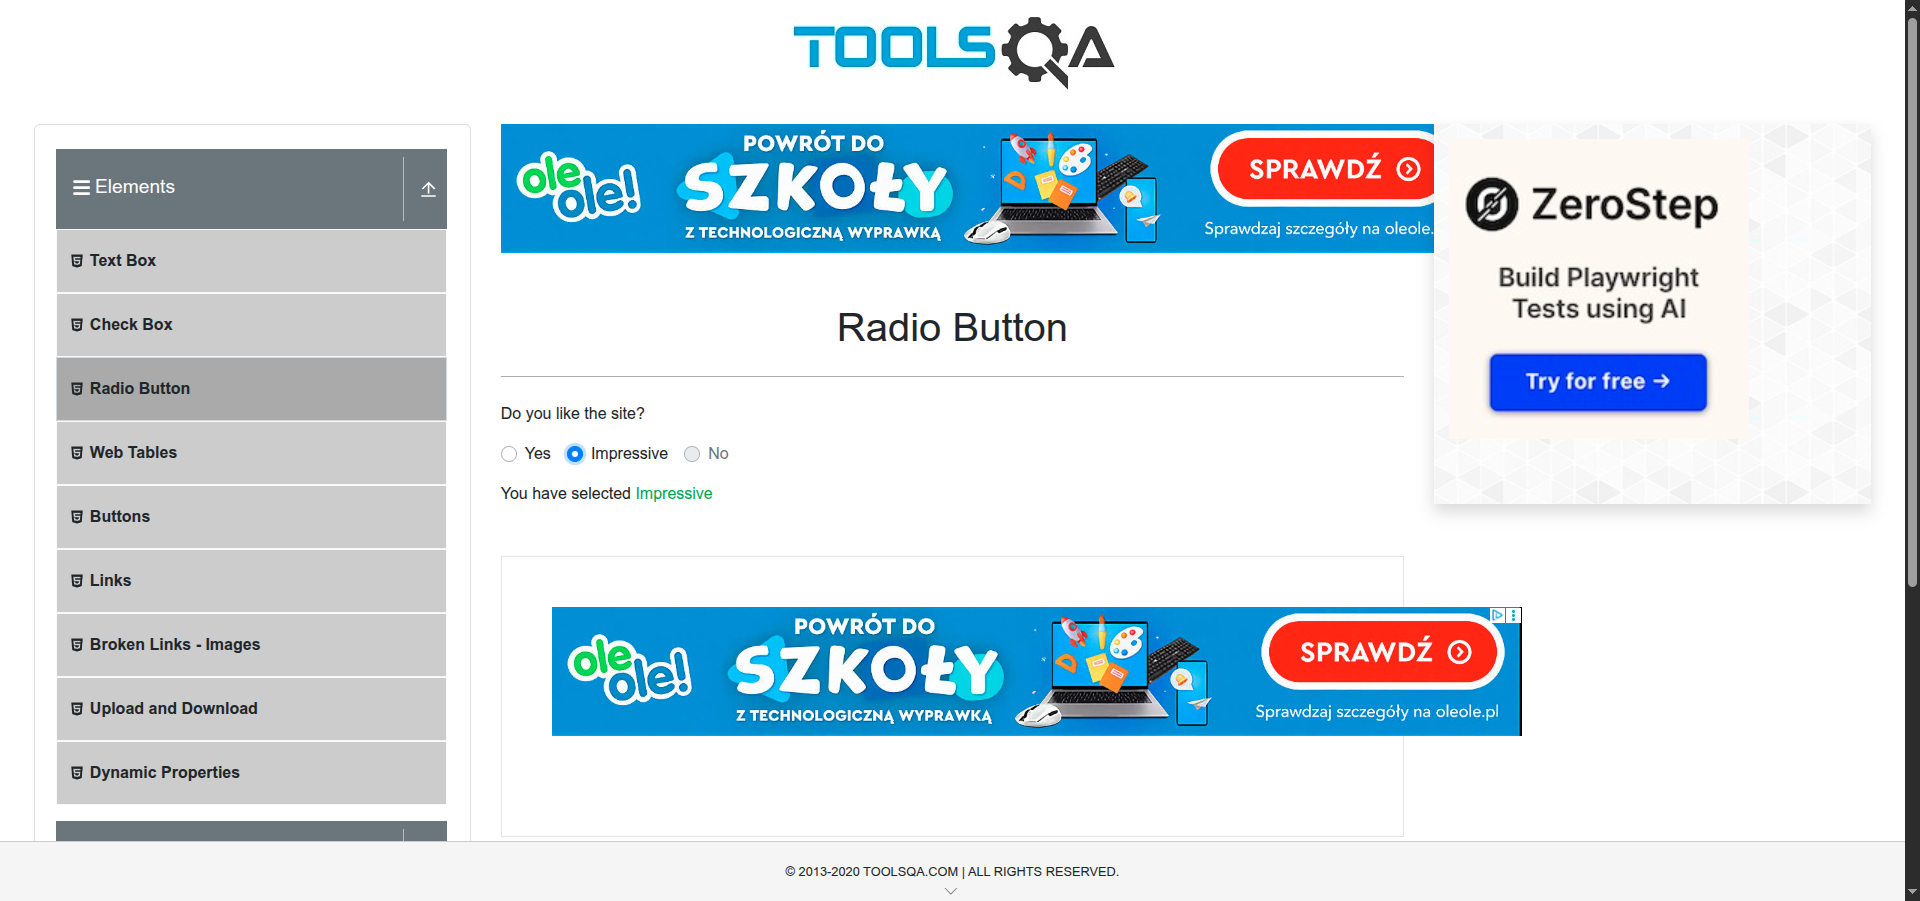 TOOLSQA
Elements
Text Box
Check Box
Radio Button
Web Tables
Buttons
Links
Broken Links - Images
Upload and Download
Dynamic Properties
ole ole!
POWRÓT DO
SZKOŁY
Z TECHNOLOGICZNĄ WYPRAWKĄ
SPRAWDŹ
Sprawdzaj szczegóły na oleole.
Radio Button
Do you like the site?
Yes Impressive No
You have selected Impressive
ole ole!
POWRÓT DO
SZKOŁY
Z TECHNOLOGICZNĄ WYPRAWKĄ
SPRAWDŹ
Sprawdzaj szczegóły na oleole.pl
ZeroStep
Build Playwright
Tests using AI
Try for free →
© 2013-2020 TOOLSQA.COM | ALL RIGHTS RESERVED.